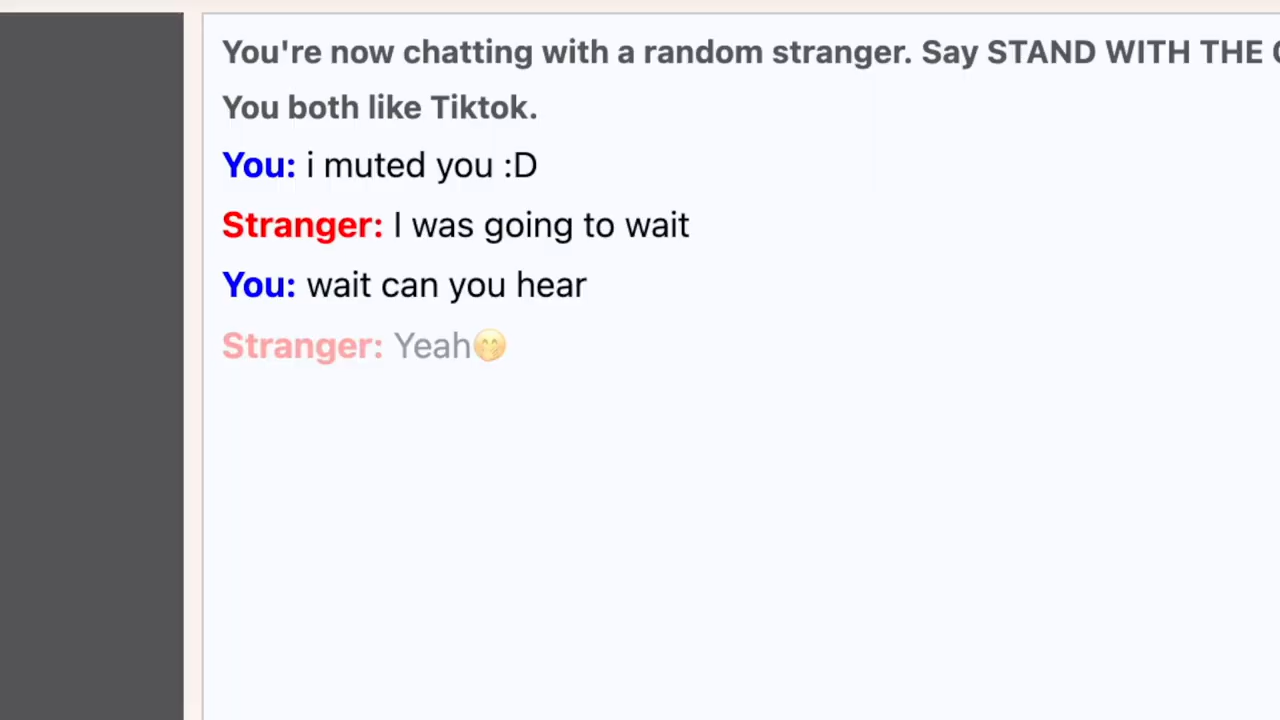 You're now chatting with a random stranger. Say STAND WITH THE
You both like Tiktok.
You: i muted you :D
Stranger: I was going to wait
You: wait can you hear
Stranger: Yeah🤭